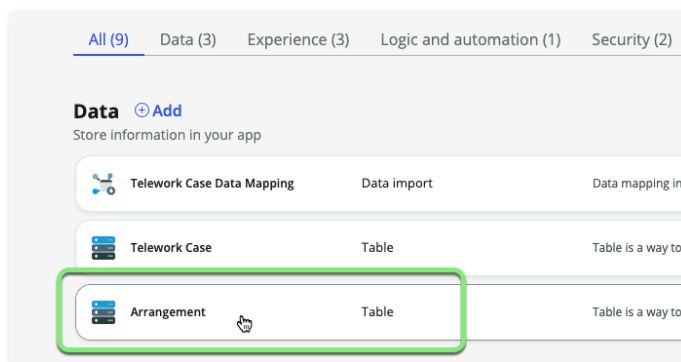 All (9) Data (3) Experience (3) Logic and automation (1) Security (2)
Data Add
Store information in your app
Telework Case Data Mapping Data import Data mapping in
Telework Case Table Table is a way to
Arrangement Table Table is a way to